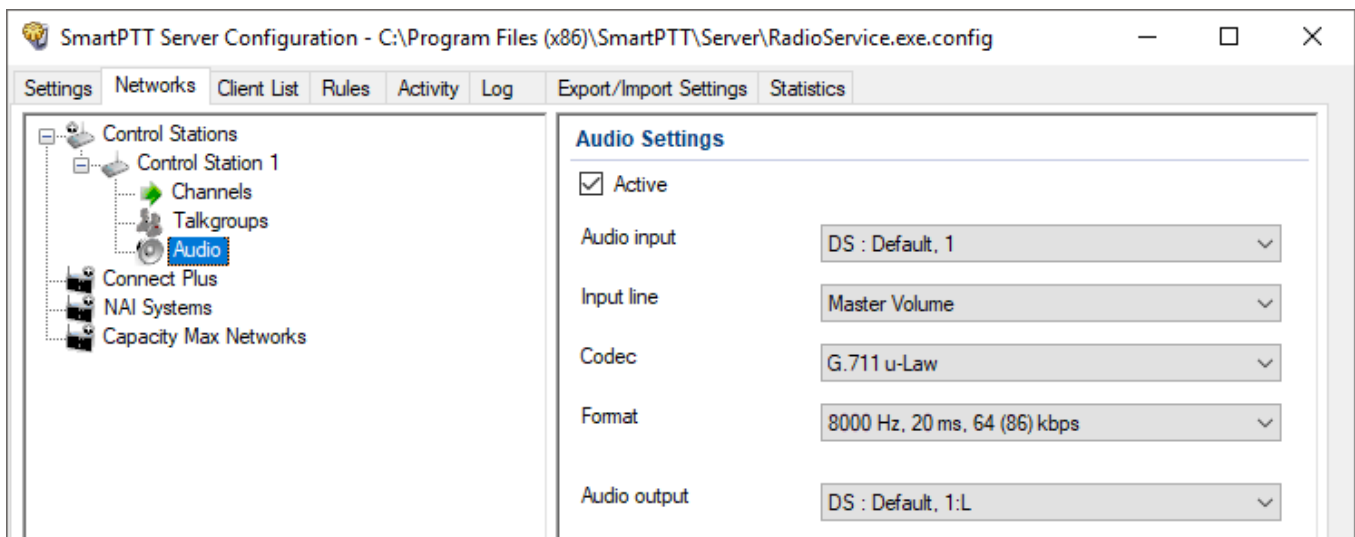 SmartPTT Server Configuration - C:\Program Files (x86)\SmartPTT\Server\RadioService.exe.config
Settings Networks Client List Rules Activity Log Export/Import Settings Statistics
Control Stations
Control Station 1
Channels
Talkgroups
Audio
Connect Plus
NAI Systems
Capacity Max Networks
Audio Settings
Active
Audio input DS : Default, 1
Input line Master Volume
Codec G.711 u-Law
Format 8000 Hz, 20 ms, 64 (86) kbps
Audio output DS : Default, 1:L